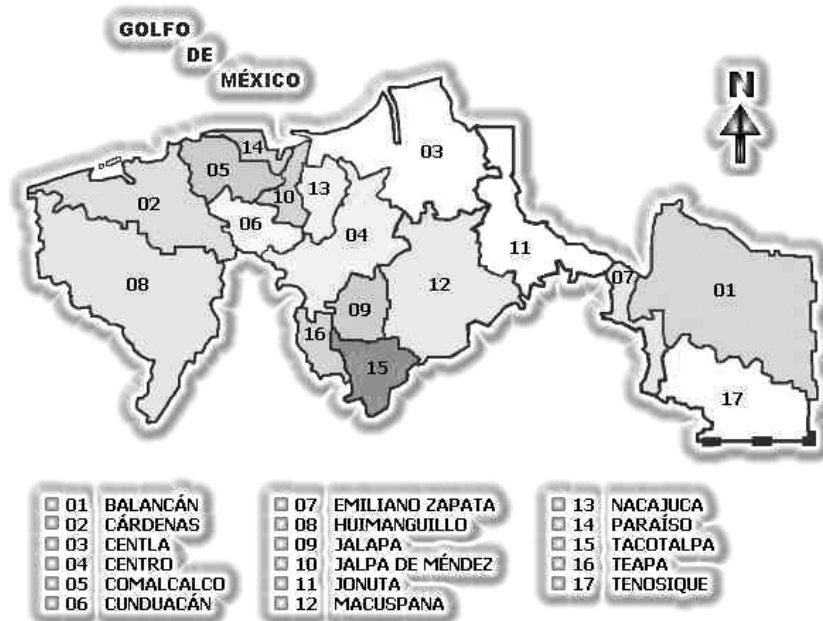 GOLFO
DE
MÉXICO
N
14
03
05
02
10
13
06
04
11
08
12
07
01
09
16
15
17
01 BALANCÁN
02 CÁRDENAS
03 CENTLA
04 CENTRO
05 COMALCALCO
06 CUNDUACÁN
07 EMILIANO ZAPATA
08 HUIMANGUILLO
09 JALAPA
10 JALPA DE MÉNDEZ
11 JONUTA
12 MACUSPANA
13 NACAJUCA
14 PARAÍSO
15 TACOTALPA
16 TEAPA
17 TENOSIQUE